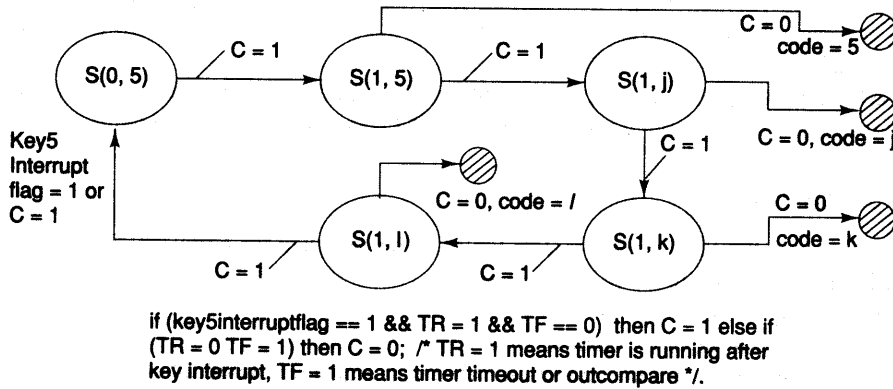 S(0, 5)
C = 1
S(1, 5)
C = 1
S(1, j)
C = 0
code = 5
C = 0, code = j
C = 1
Key5
Interrupt
flag = 1 or
C = 1
C = 0, code = l
S(1, l)
C = 1
C = 1
S(1, k)
C = 0
code = k
if (key5interruptflag == 1 && TR = 1 && TF == 0) then C = 1 else if
(TR = 0 TF = 1) then C = 0; /* TR = 1 means timer is running after
key interrupt, TF = 1 means timer timeout or outcompare */.